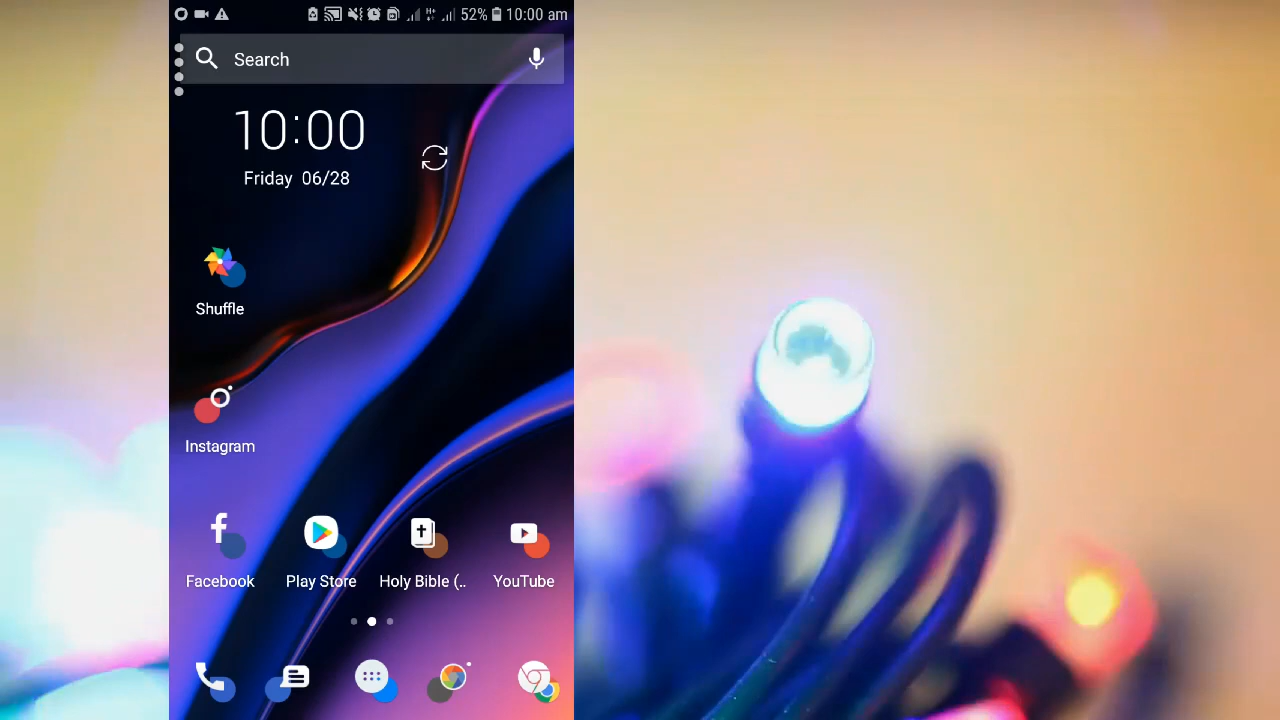 52% 10:00 am
Search
10:00
Friday 06/28
Shuffle
Instagram
Facebook Play Store Holy Bible (.. YouTube